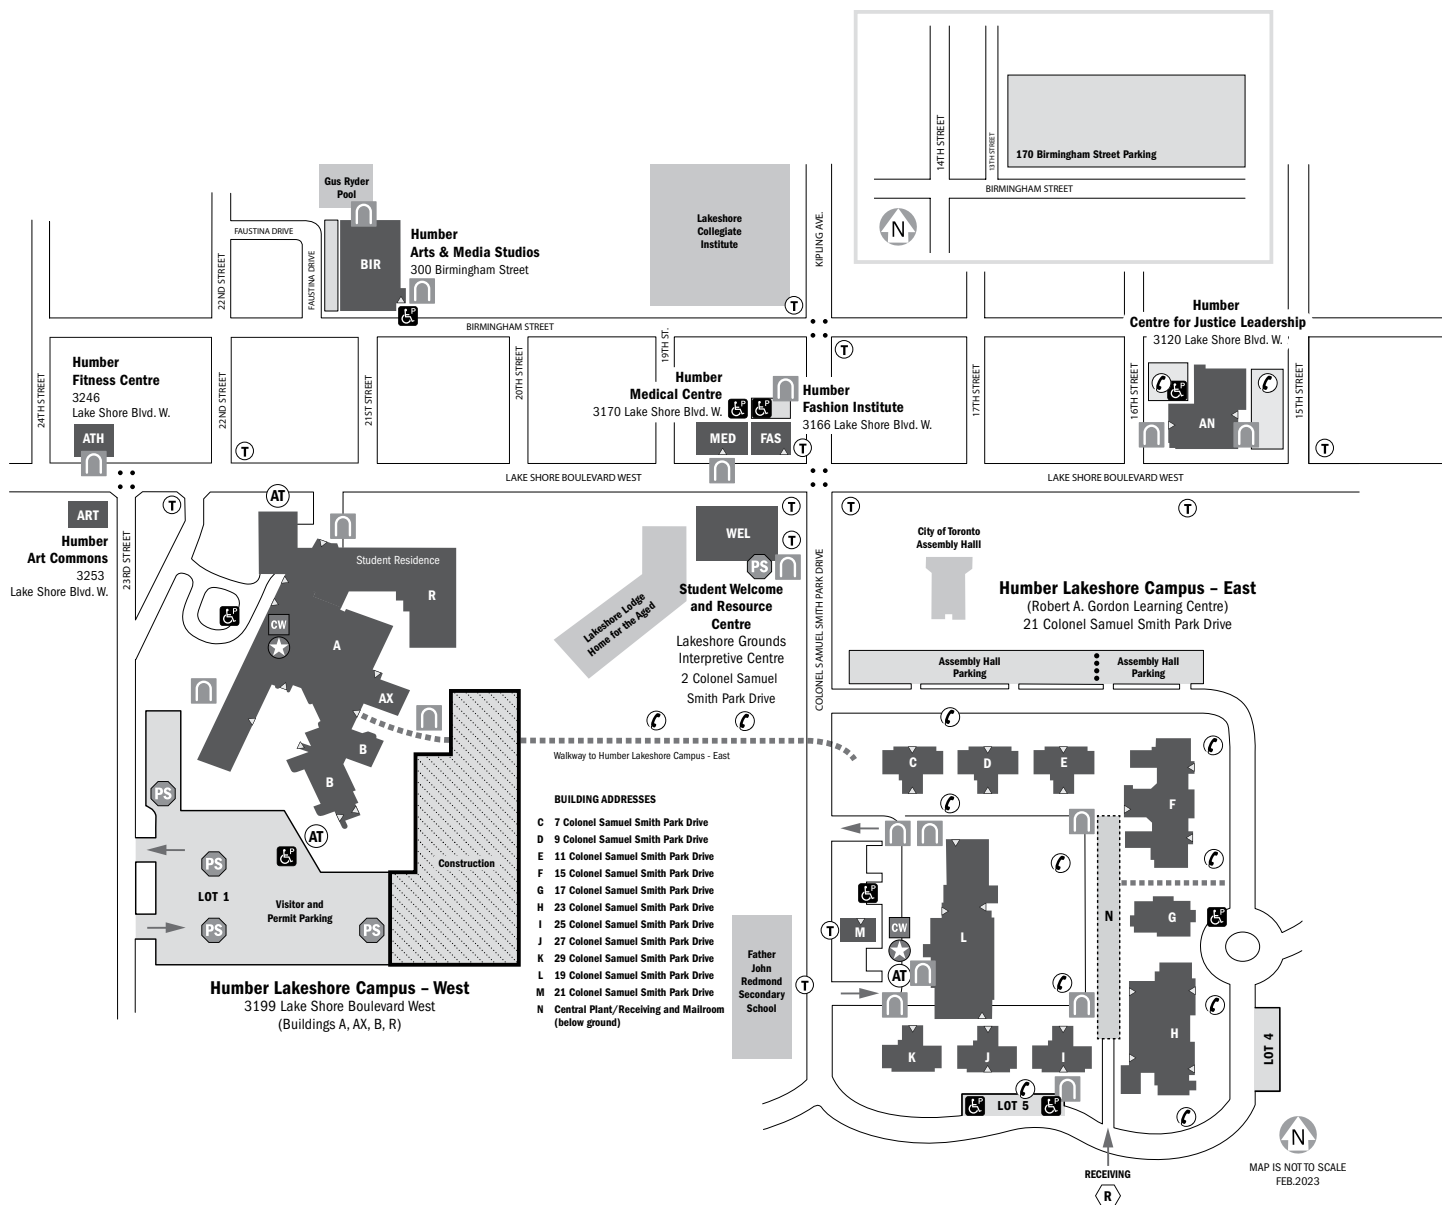 14TH STREET
13TH STREET
170 Birmingham Street Parking
BIRMINGHAM STREET
N
Gus Ryder
Pool
FAUSTINA DRIVE
FAUSTINA DRIVE
22ND STREET
BIR
Humber
Arts & Media Studios
300 Birmingham Street
P
Lakeshore
Collegiate
Institute
KIPLING AVE.
T
BIRMINGHAM STREET
19TH ST.
T
Humber
Centre for Justice Leadership
3120 Lake Shore Blvd. W.
24TH STREET
Humber
Fitness Centre
3246
Lake Shore Blvd. W.
ATH
22ND STREET
T
21ST STREET
20TH STREET
Humber
Medical Centre
3170 Lake Shore Blvd. W.
P
P
MED
FAS
T
Humber
Fashion Institute
3166 Lake Shore Blvd. W.
17TH STREET
16TH STREET
P
AN
15TH STREET
T
LAKE SHORE BOULEVARD WEST
LAKE SHORE BOULEVARD WEST
ART
Humber
Art Commons
3253
Lake Shore Blvd. W.
23RD STREET
T
AT
Student Residence
R
P
CW
A
AX
B
B
WEL
T
T
PS
T
T
Lakeshore Lodge
Home for the Aged
Student Welcome
and Resource
Centre
Lakeshore Grounds
Interpretive Centre
2 Colonel Samuel
Smith Park Drive
COLONEL SAMUEL SMITH PARK DRIVE
City of Toronto
Assembly Halll
Humber Lakeshore Campus – East
(Robert A. Gordon Learning Centre)
21 Colonel Samuel Smith Park Drive
Assembly Hall
Parking
Assembly Hall
Parking
Walkway to Humber Lakeshore Campus - East
PS
AT
P
PS
LOT 1
Visitor and
Permit Parking
PS
PS
Construction
Humber Lakeshore Campus – West
3199 Lake Shore Boulevard West
(Buildings A, AX, B, R)
BUILDING ADDRESSES
C 7 Colonel Samuel Smith Park Drive
D 9 Colonel Samuel Smith Park Drive
E 11 Colonel Samuel Smith Park Drive
F 15 Colonel Samuel Smith Park Drive
G 17 Colonel Samuel Smith Park Drive
H 23 Colonel Samuel Smith Park Drive
I 25 Colonel Samuel Smith Park Drive
J 27 Colonel Samuel Smith Park Drive
K 29 Colonel Samuel Smith Park Drive
L 19 Colonel Samuel Smith Park Drive
M 21 Colonel Samuel Smith Park Drive
N Central Plant/Receiving and Mailroom
(below ground)
Father
John
Redmond
Secondary
School
T
C
D
E
F
P
T
M
CW
AT
L
N
G
P
H
K
J
I
P
LOT 5
P
LOT 4
RECEIVING
R
N
MAP IS NOT TO SCALE
FEB.2023